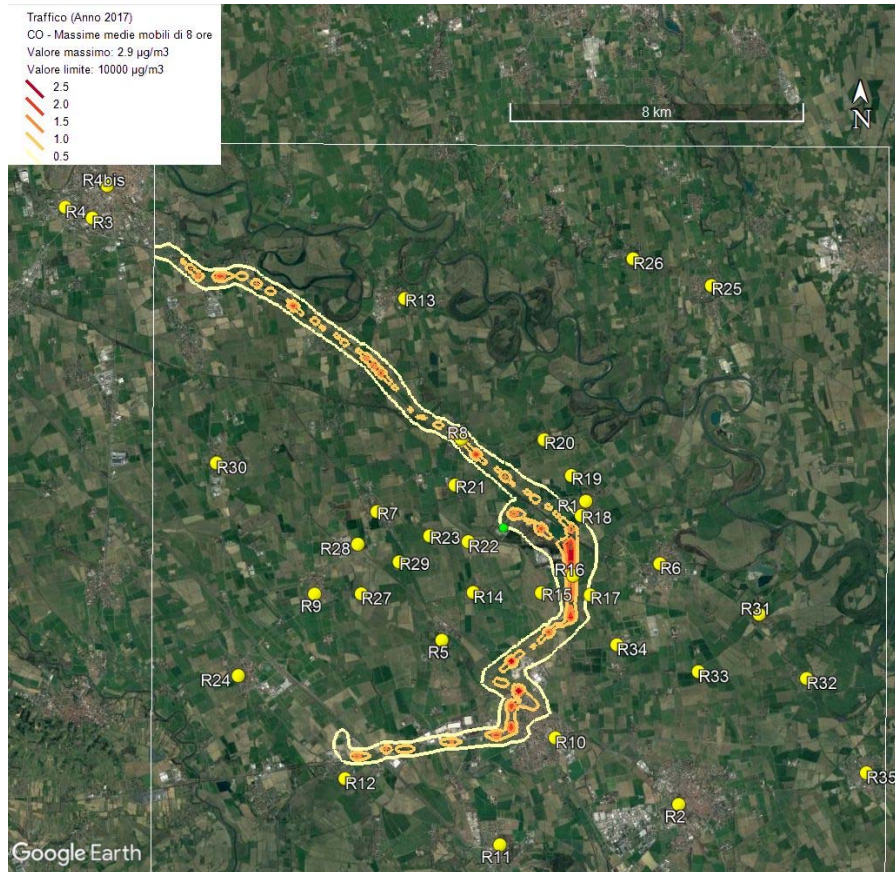 Traffico (Anno 2017)
CO - Massime medie mobili di 8 ore
Valore massimo: 2.9 µg/m3
Valore limite: 10000 µg/m3
2.5
2.0
1.5
1.0
0.5
8 km
N
R4bis
R4
R3
R26
R25
R13
R8
R20
R30
R19
R21
R1
R7
R18
R23
R22
R28
R29
R16
R6
R9
R27
R14
R15
R17
R31
R5
R34
R24
R33
R32
R10
R12
R35
R2
R11
Google Earth